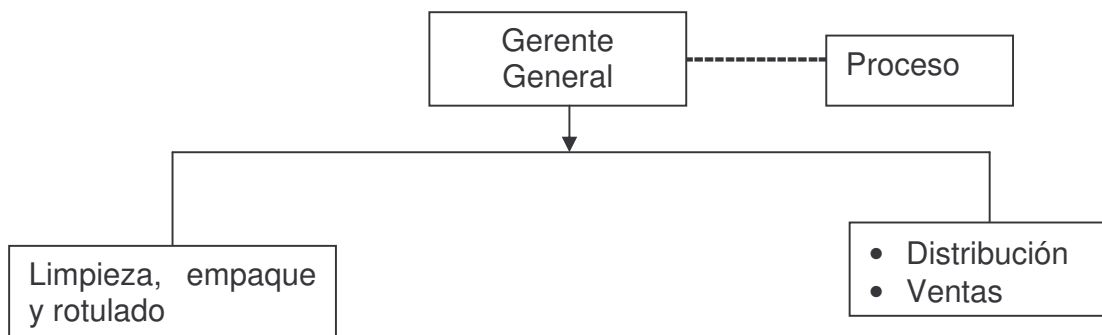 Gerente
General
Proceso
Limpieza, empaque
y rotulado
• Distribución
• Ventas